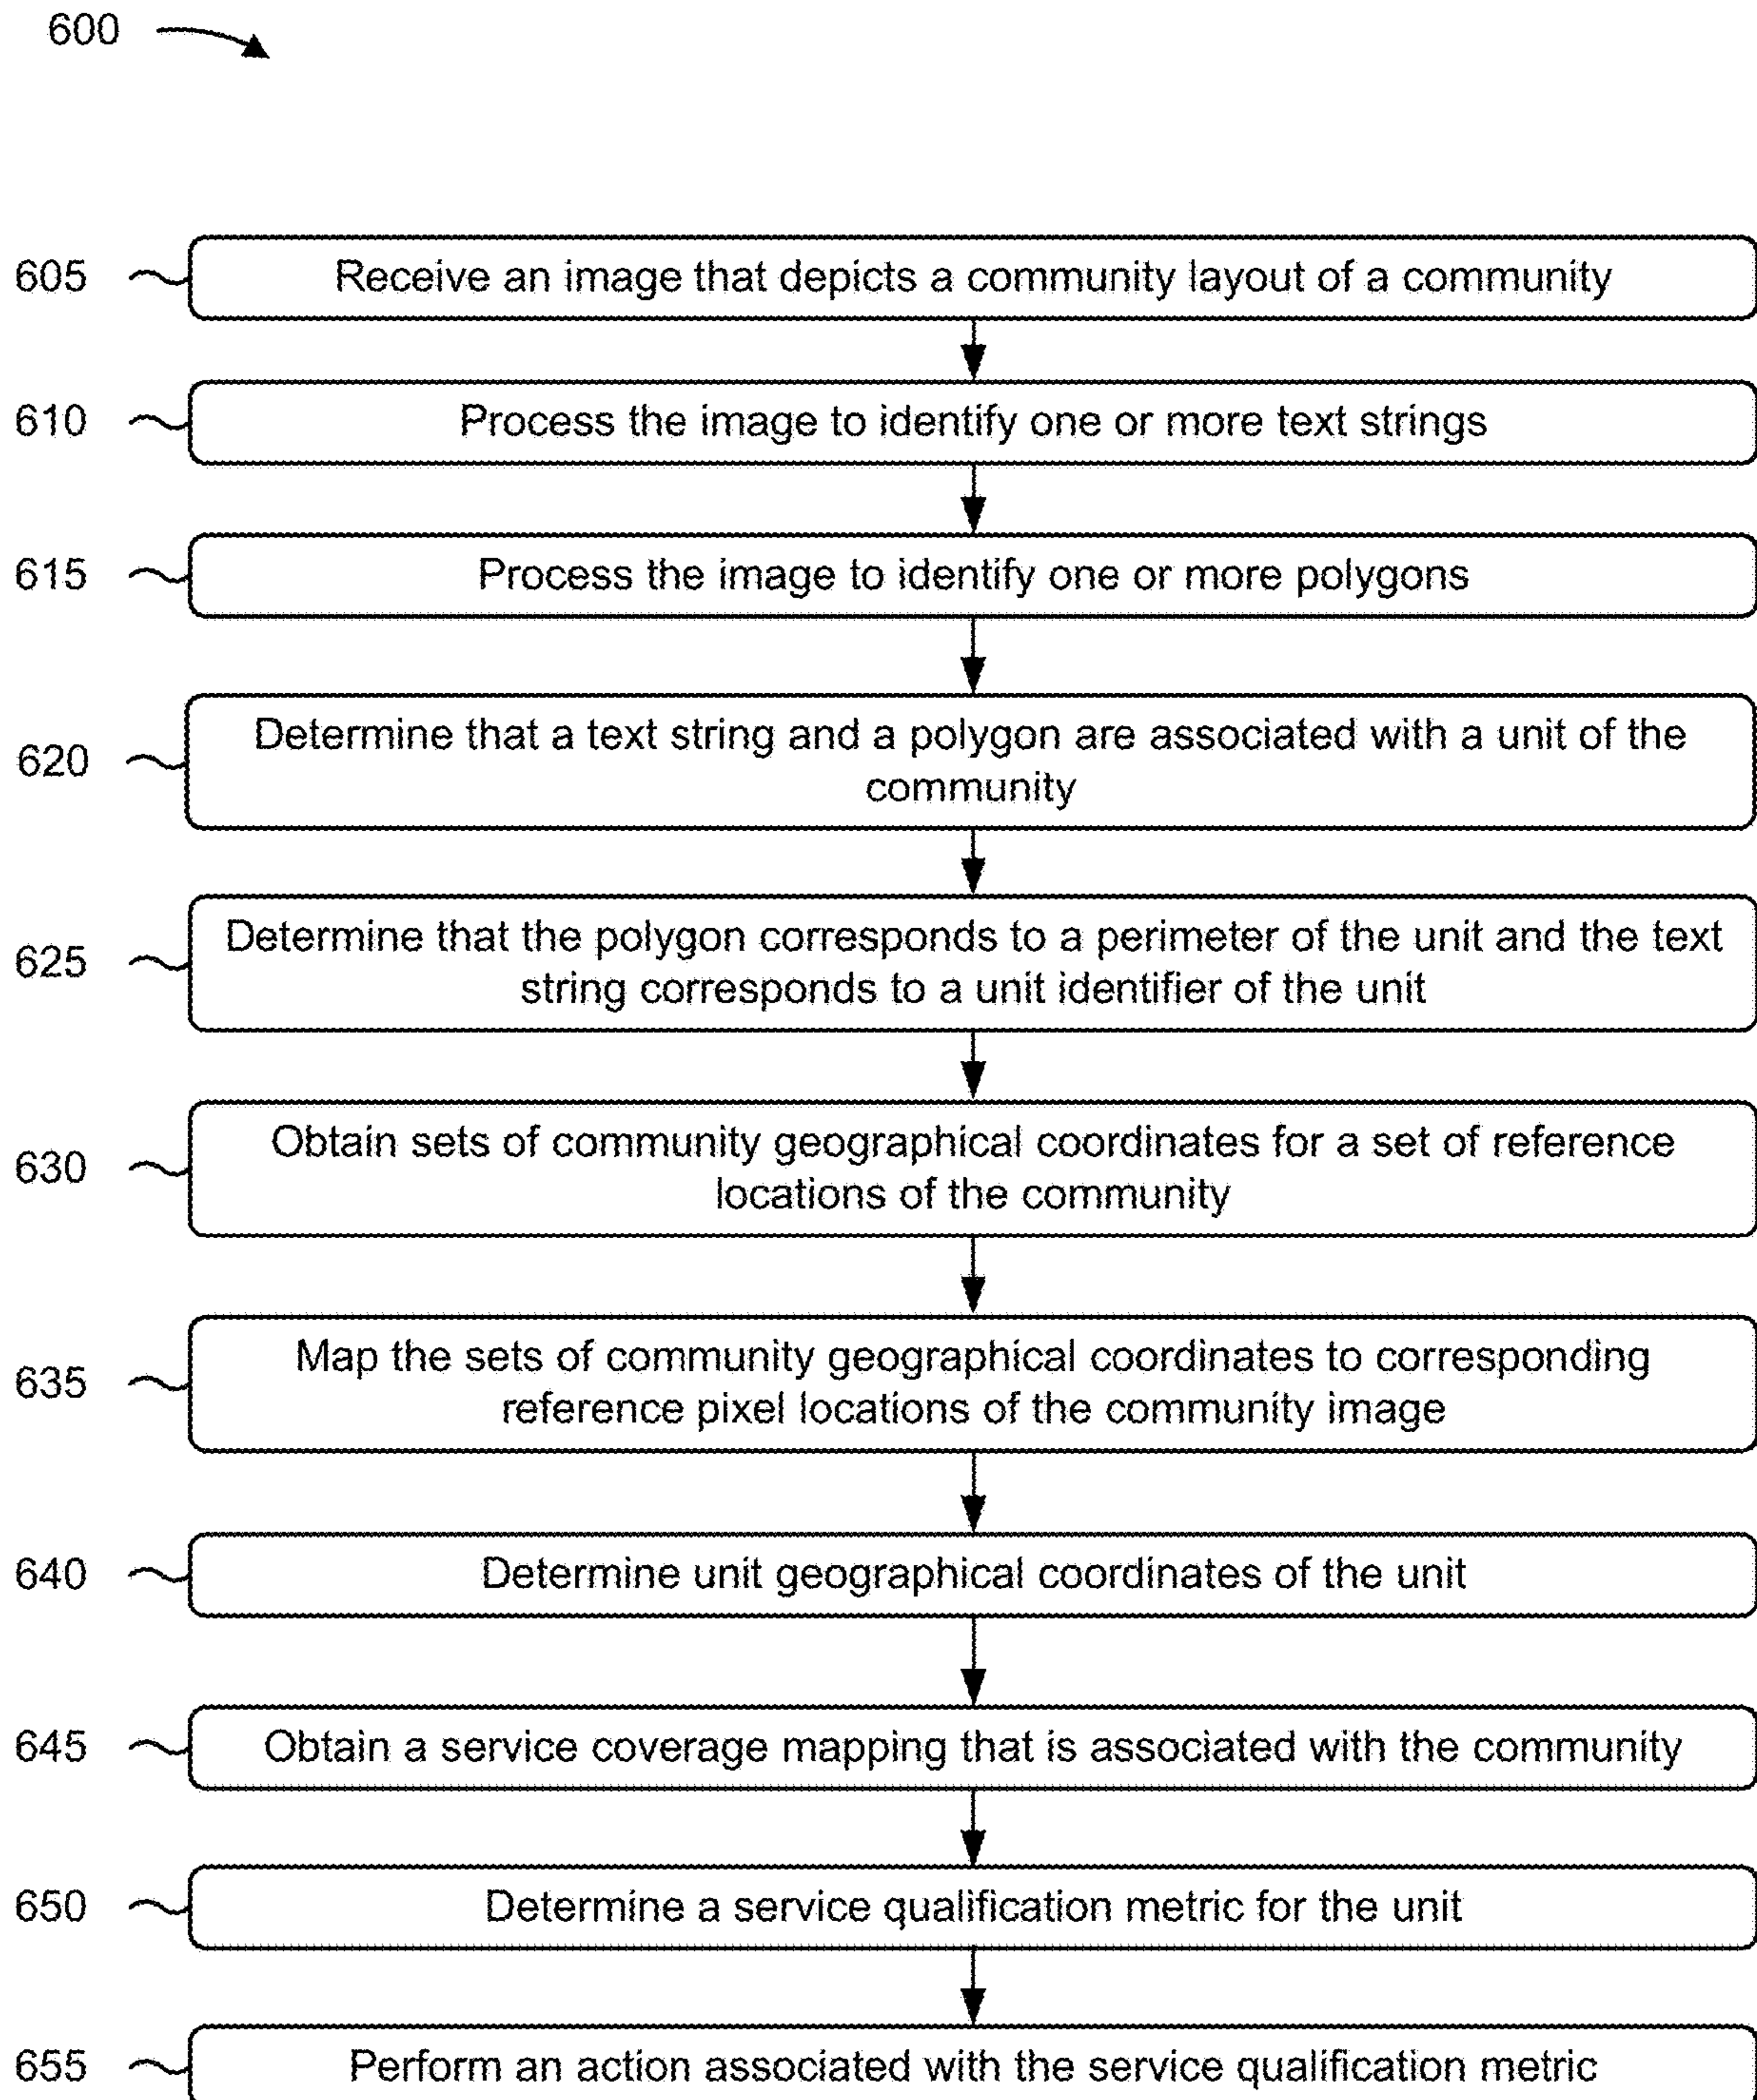 600
605 Receive an image that depicts a community layout of a community
610 Process the image to identify one or more text strings
615 Process the image to identify one or more polygons
620 Determine that a text string and a polygon are associated with a unit of the
community
625 Determine that the polygon corresponds to a perimeter of the unit and the text
string corresponds to a unit identifier of the unit
630 Obtain sets of community geographical coordinates for a set of reference
locations of the community
635 Map the sets of community geographical coordinates to corresponding
reference pixel locations of the community image
640 Determine unit geographical coordinates of the unit
645 Obtain a service coverage mapping that is associated with the community
650 Determine a service qualification metric for the unit
655 Perform an action associated with the service qualification metric